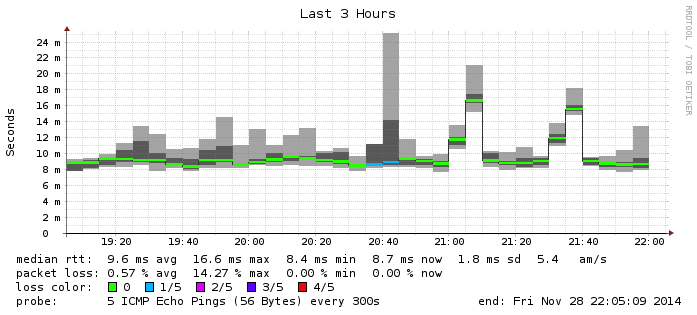 Last 3 Hours
RRDTOOL / TOBI OETIKER
Seconds
24 m
22 m
20 m
18 m
16 m
14 m
12 m
10 m
8 m
6 m
4 m
2 m
0
19:20 19:40 20:00 20:20 20:40 21:00 21:20 21:40 22:00
median rtt: 9.6 ms avg 16.6 ms max 8.4 ms min 8.7 ms now 1.8 ms sd 5.4 am/s
packet loss: 0.57 % avg 14.27 % max 0.00 % min 0.00 % now
loss color: 0 1/5 2/5 3/5 4/5
probe: 5 ICMP Echo Pings (56 Bytes) every 300s end: Fri Nov 28 22:05:09 2014